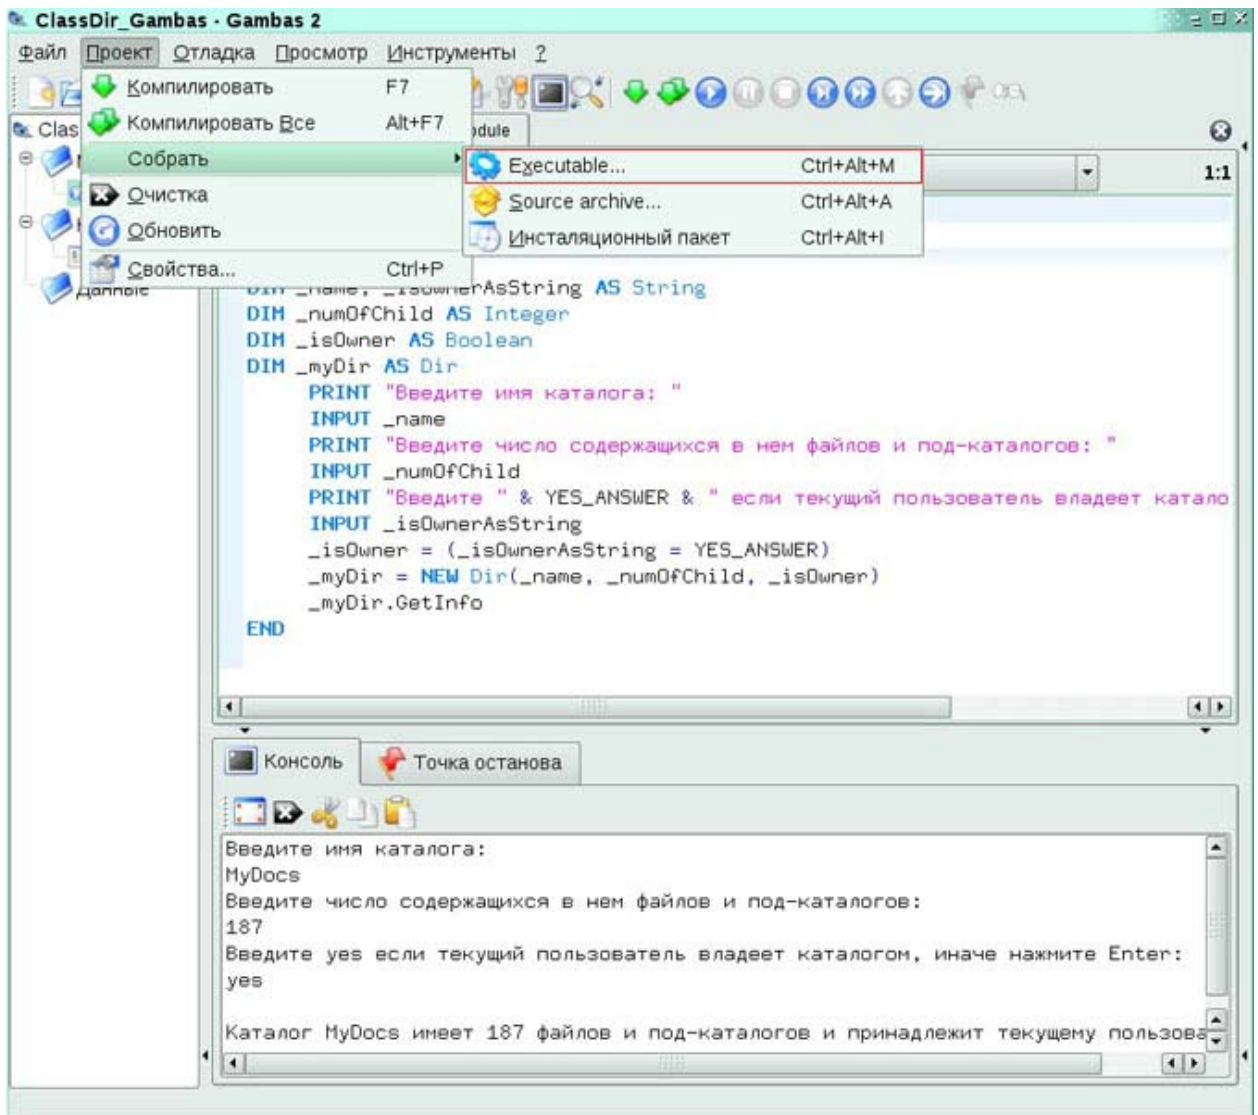 ClassDir_Gambas - Gambas 2
Файл Проект Отладка Просмотр Инструменты ?
Компилировать F7
Компилировать Все Alt+F7
Собрать
Очистка
Обновить
Свойства... Ctrl+P
Executable... Ctrl+Alt+M
Source archive... Ctrl+Alt+A
Инсталяционный пакет Ctrl+Alt+I
1:1
Данные
DIM _name, _isOwnerAsString AS String
DIM _numOfChild AS Integer
DIM _isOwner AS Boolean
DIM _myDir AS Dir
PRINT "Введите имя каталога: "
INPUT _name
PRINT "Введите число содержащихся в нем файлов и под-каталогов: "
INPUT _numOfChild
PRINT "Введите " & YES_ANSWER & " если текущий пользователь владеет катало
INPUT _isOwnerAsString
_isOwner = (_isOwnerAsString = YES_ANSWER)
_myDir = NEW Dir(_name, _numOfChild, _isOwner)
_myDir.GetInfo
END
Консоль Точка останова
Введите имя каталога:
MyDocs
Введите число содержащихся в нем файлов и под-каталогов:
187
Введите yes если текущий пользователь владеет каталогом, иначе нажмите Enter:
yes
Каталог MyDocs имеет 187 файлов и под-каталогов и принадлежит текущему пользова